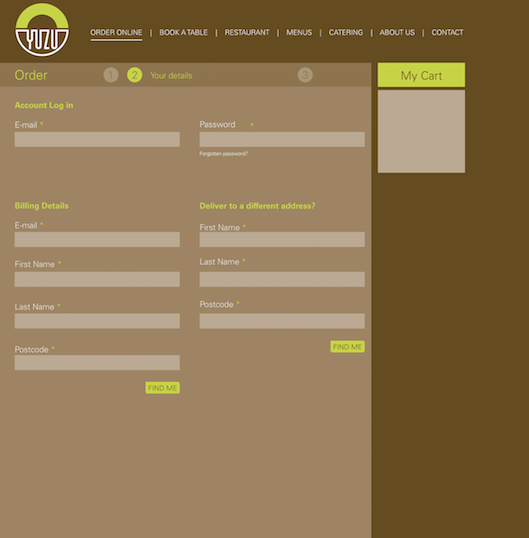 YUZU
ORDER ONLINE | BOOK A TABLE | RESTAURANT | MENUS | CATERING | ABOUT US | CONTACT
Order 1 2 Your details 3
My Cart
Account Log in
E-mail *
Password *
Forgotten password?
Billing Details
Deliver to a different address?
E-mail *
First Name *
First Name *
Last Name *
Last Name *
Postcode *
Postcode *
FIND ME
FIND ME